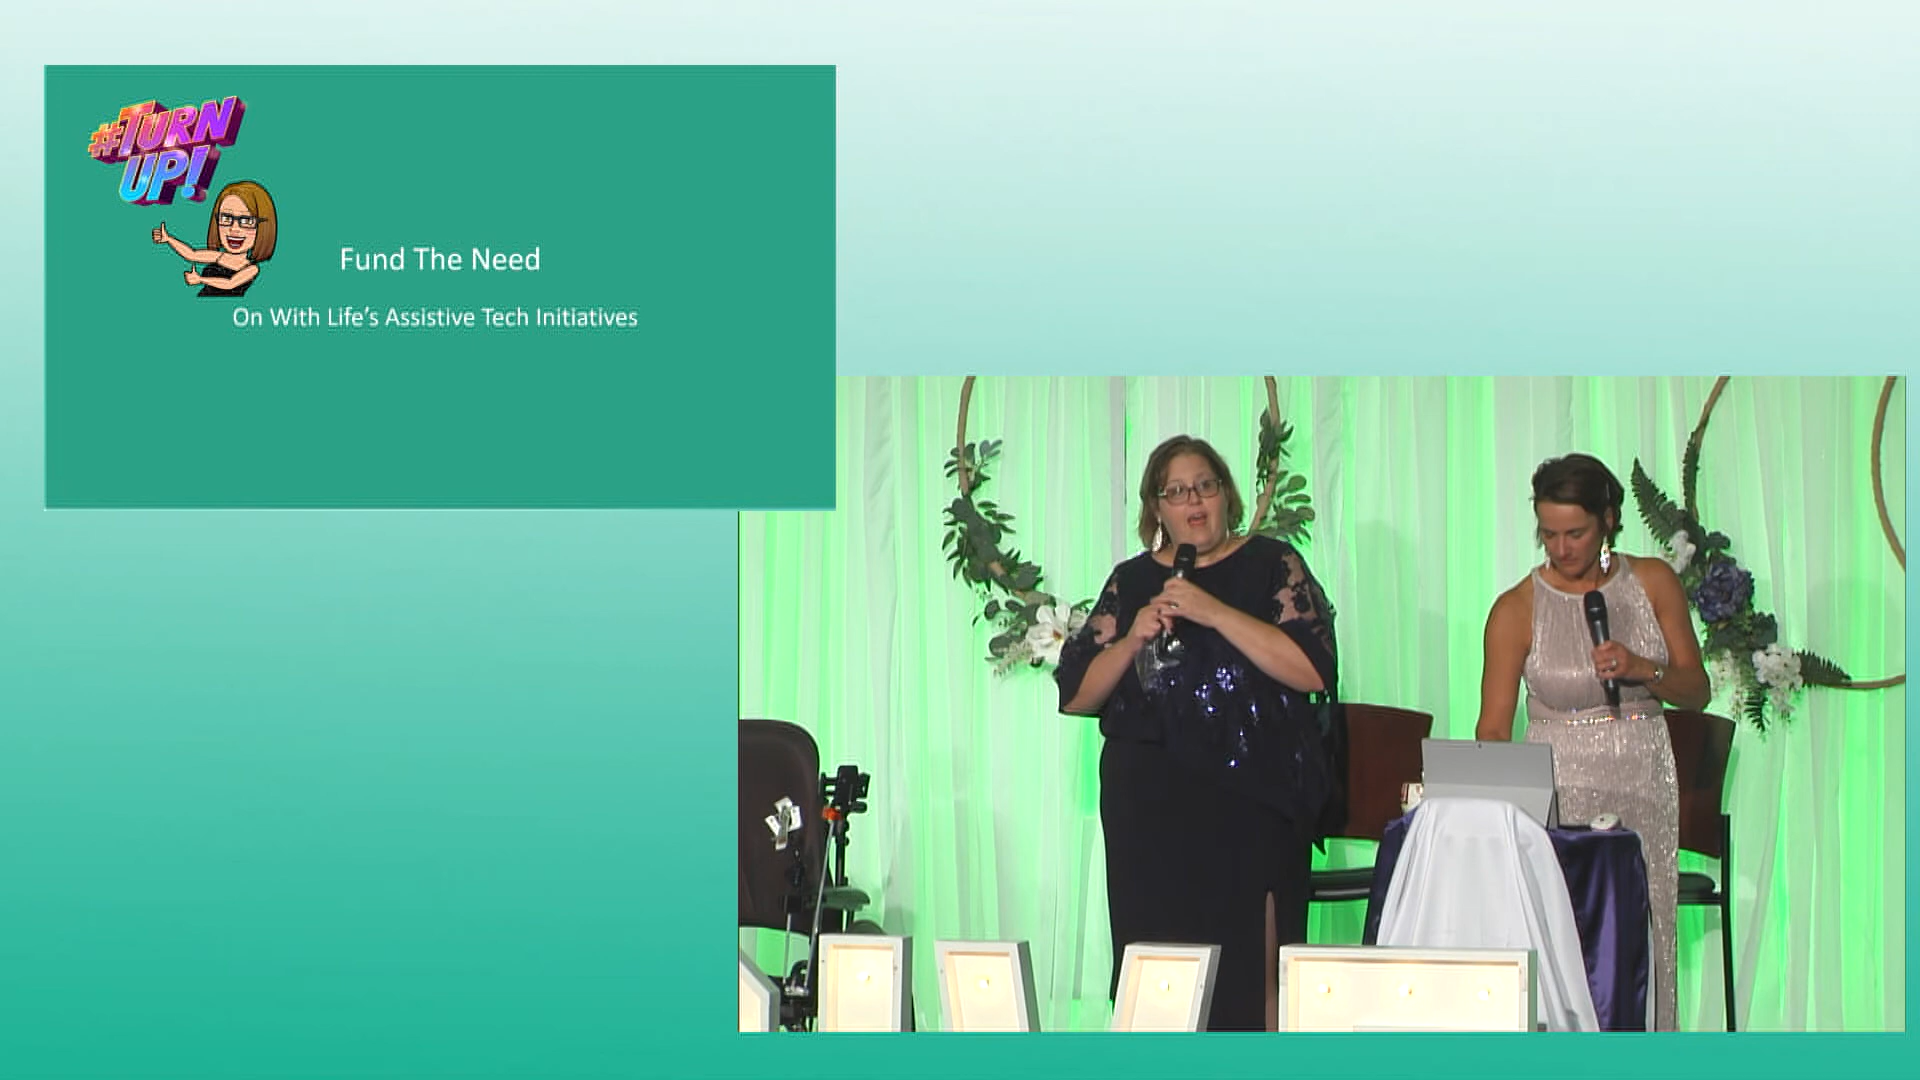 #TURN
UP!
Fund The Need
On With Life's Assistive Tech Initiatives